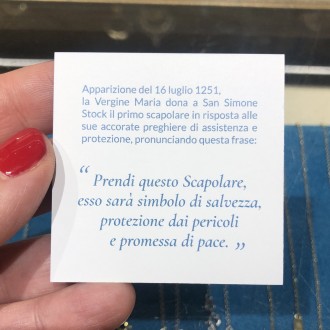 Apparizione del 16 luglio 1251,
la Vergine Maria dona a San Simone
Stock il primo scapolare in risposta alle
sue accorate preghiere di assistenza e
protezione, pronunciando questa frase:
“ Prendi questo Scapolare,
esso sarà simbolo di salvezza,
protezione dai pericoli
e promessa di pace. „